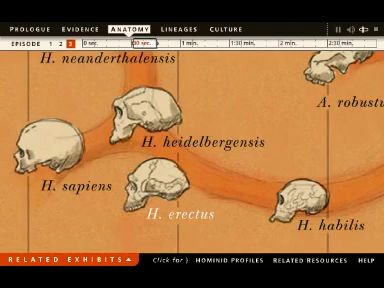 PROLOGUE EVIDENCE ANATOMY LINEAGES CULTURE
EPISODE 1 2 3 0 sec. 30 sec. 1 min. 1:30 min. 2 min. 2:30 min.
H. neanderthalensis
A. robustu
H. heidelbergensis
H. sapiens
H. erectus
H. habilis
RELATED EXHIBITS Click for } HOMINID PROFILES RELATED RESOURCES HELP